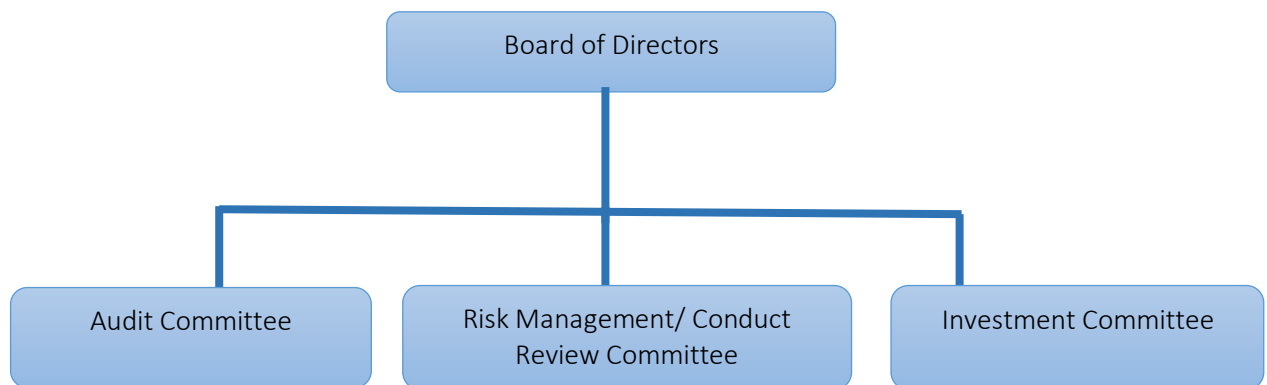 Board of Directors
Audit Committee
Risk Management/ Conduct
Review Committee
Investment Committee